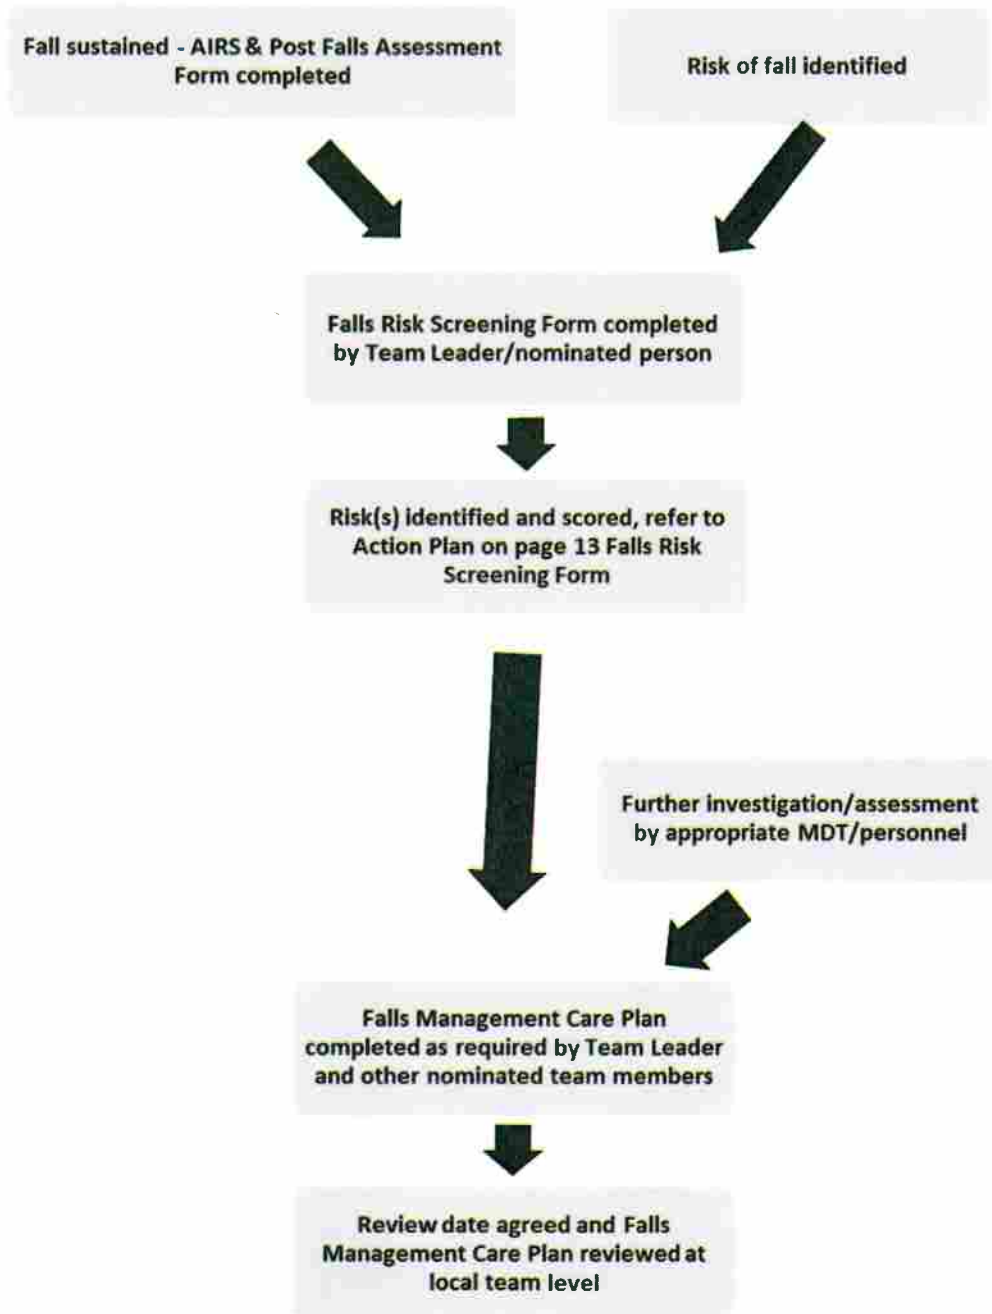 Fall sustained - AIRS & Post Falls Assessment
Form completed
Risk of fall identified
Falls Risk Screening Form completed
by Team Leader/nominated person
Risk(s) identified and scored, refer to
Action Plan on page 13 Falls Risk
Screening Form
Further investigation/assessment
by appropriate MDT/personnel
Falls Management Care Plan
completed as required by Team Leader
and other nominated team members
Review date agreed and Falls
Management Care Plan reviewed at
local team level